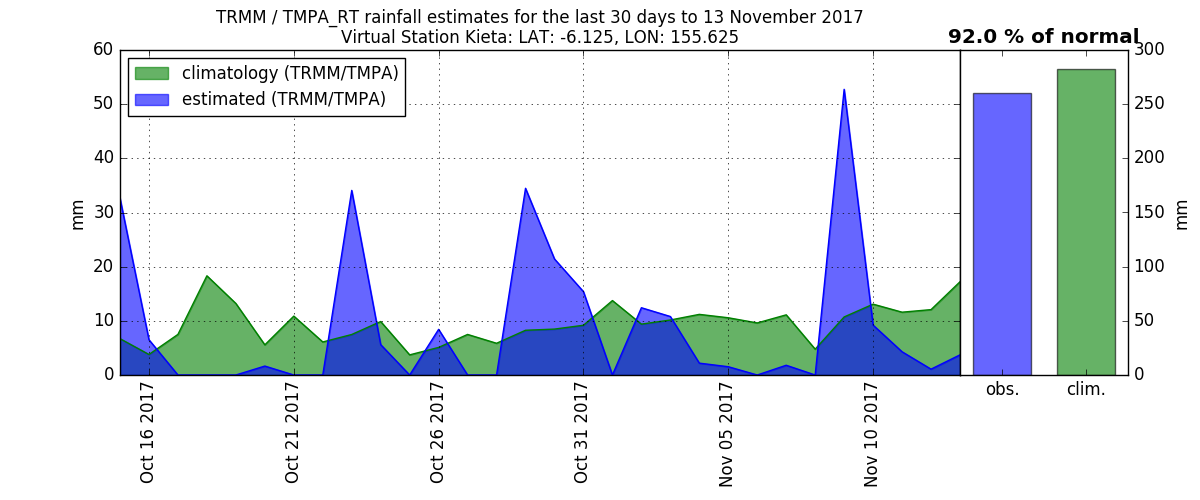 TRMM / TMPA_RT rainfall estimates for the last 30 days to 13 November 2017
Virtual Station Kieta: LAT: -6.125, LON: 155.625
92.0 % of normal
climatology (TRMM/TMPA)
estimated (TRMM/TMPA)
60
50
40
30
20
10
0
mm
Oct 16 2017
Oct 21 2017
Oct 26 2017
Oct 31 2017
Nov 05 2017
Nov 10 2017
300
250
200
150
100
50
0
mm
obs.
clim.